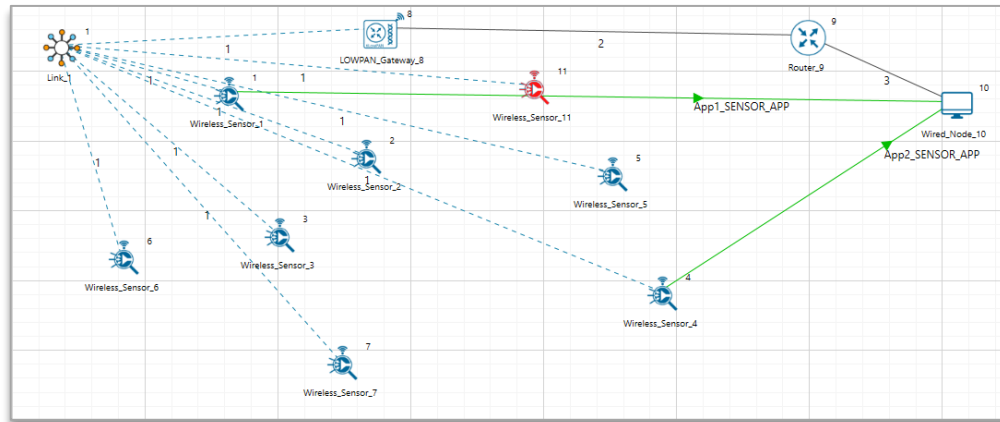 1
8
9
1
2
LOWPAN_Gateway_8
Link_1
Router_9
11
3
10
1
1
1
1
Wireless_Sensor_11
App1_SENSOR_APP
Wireless_Sensor_1
1
1
Wired_Node_10
2
App2_SENSOR_APP
1
5
1
Wireless_Sensor_2
1
Wireless_Sensor_5
1
3
6
Wireless_Sensor_3
4
Wireless_Sensor_6
Wireless_Sensor_4
7
Wireless_Sensor_7